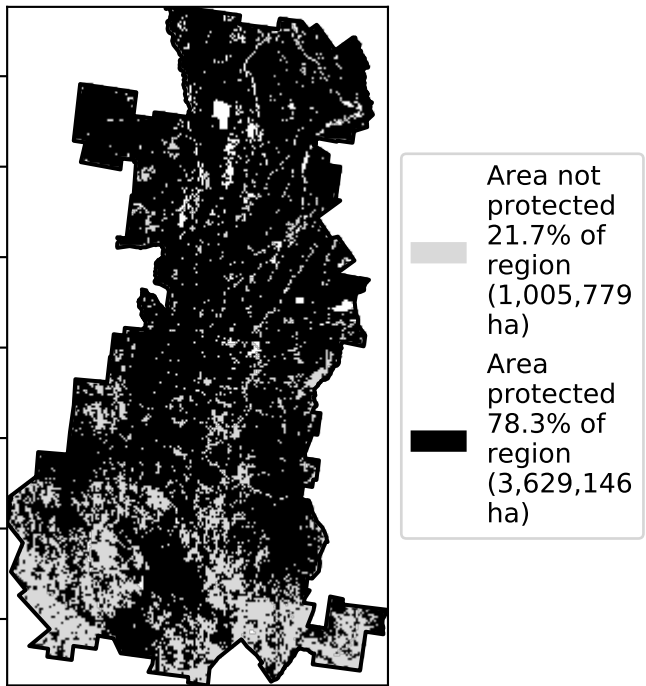 Area not
protected
21.7% of
region
(1,005,779
ha)
Area
protected
78.3% of
region
(3,629,146
ha)